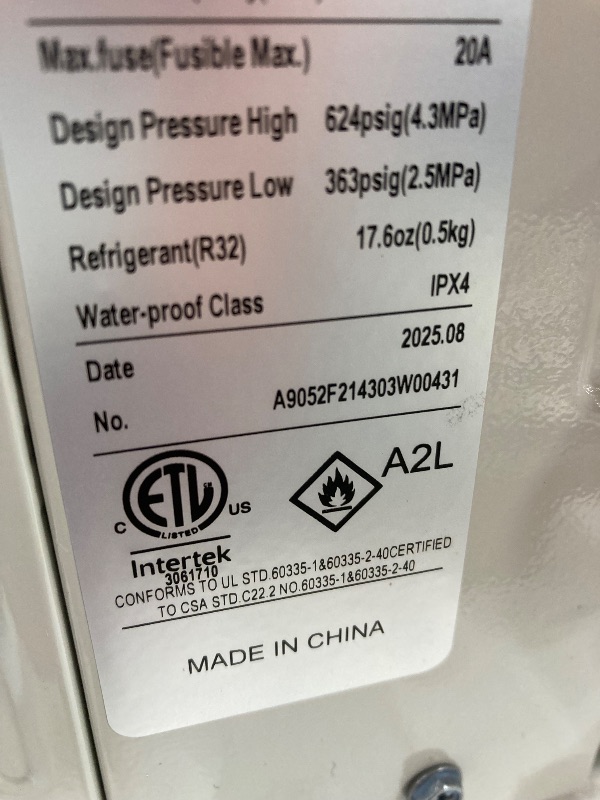 Max.fuse(Fusible Max.) 20A
Design Pressure High 624psig(4.3MPa)
Design Pressure Low 363psig(2.5MPa)
Refrigerant(R32) 17.6oz(0.5kg)
Water-proof Class IPX4
Date 2025.08
No. A9052F214303W00431
ETL
C US
LISTED
A2L
Intertek
3061710
CONFORMS TO UL STD.60335-1&60335-2-40CERTIFIED
TO CSA STD.C22.2 NO.60335-1&60335-2-40
MADE IN CHINA